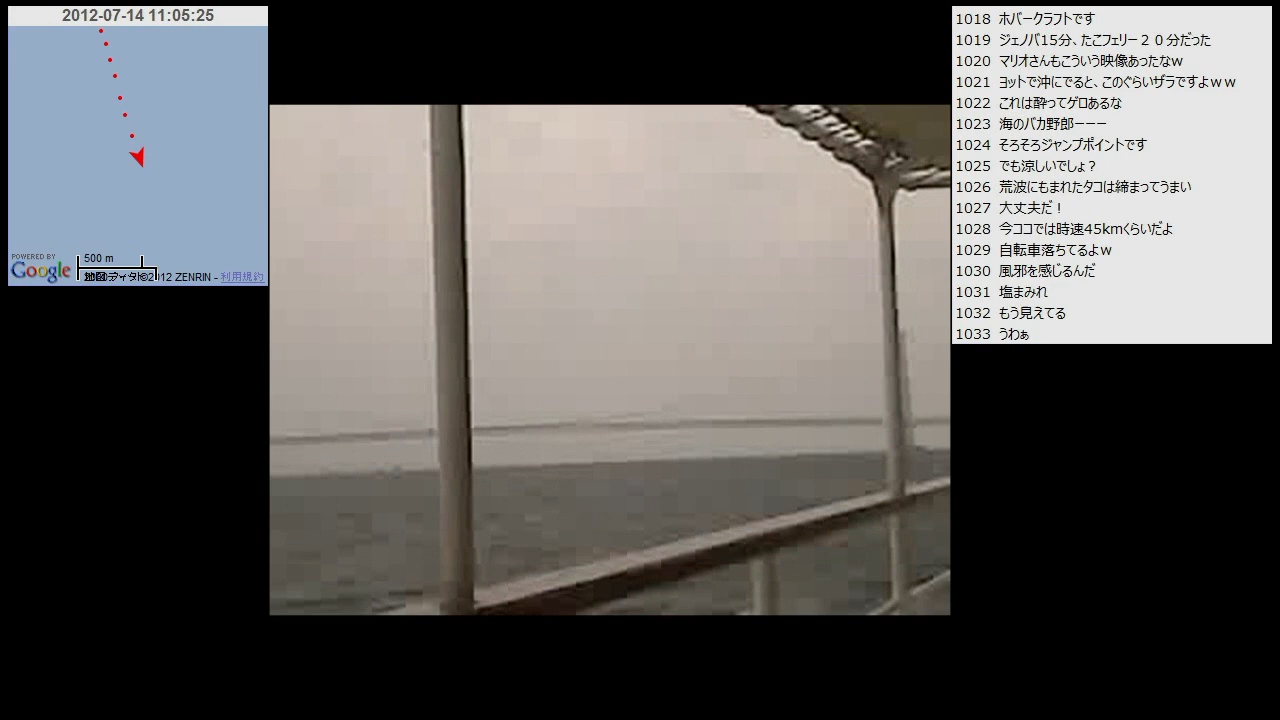 2012-07-14 11:05:25
POWERED BY
Google
500 m
2012 ZENRIN - 利用規約
1018 ホバークラフトです
1019 ジェノバ15分、たこフェリー２０分だった
1020 マリオさんもこういう映像あったなw
1021 ヨットで沖にでると、このぐらいザラですよｗｗ
1022 これは酔ってゲロあるな
1023 海のバカ野郎ーーー
1024 そろそろジャンプポイントです
1025 でも涼しいでしょ？
1026 荒波にもまれたタコは締まってうまい
1027 大丈夫だ！
1028 今ココでは時速45kmくらいだよ
1029 自転車落ちてるよw
1030 風邪を感じるんだ
1031 塩まみれ
1032 もう見えてる
1033 うわぁ